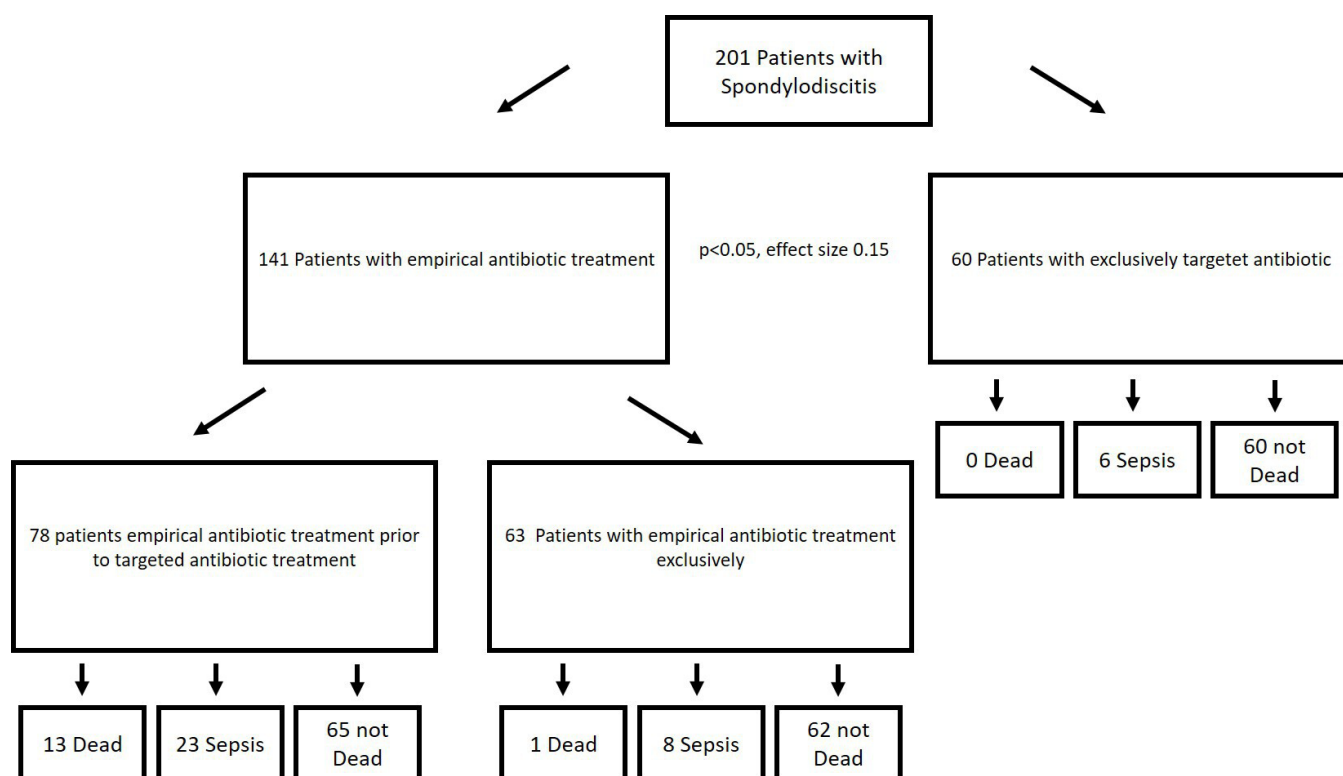 201 Patients with
Spondylodiscitis
141 Patients with empirical antibiotic treatment
p<0.05, effect size 0.15
60 Patients with exclusively targetet antibiotic
0 Dead
6 Sepsis
60 not
Dead
78 patients empirical antibiotic treatment prior
to targeted antibiotic treatment
63 Patients with empirical antibiotic treatment
exclusively
13 Dead
23 Sepsis
65 not
Dead
1 Dead
8 Sepsis
62 not
Dead